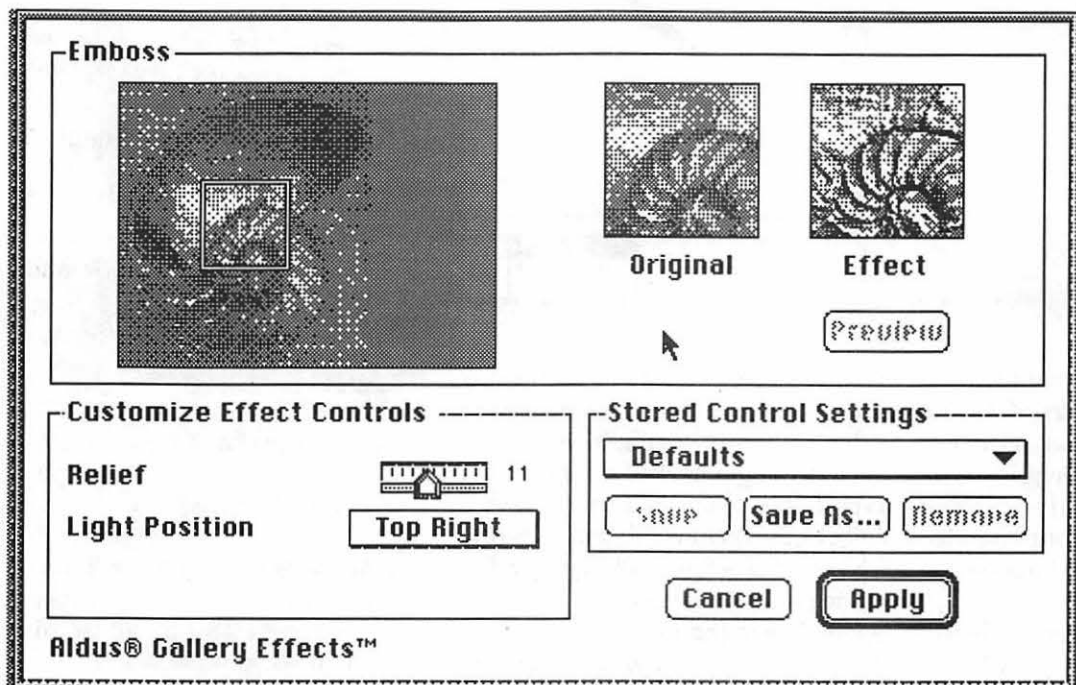 Emboss
Original
Effect
Preview
Customize Effect Controls
Relief
11
Light Position
Top Right
Stored Control Settings
Defaults
Save
Save As...
Remove
Cancel
Apply
Aldus® Gallery Effects™